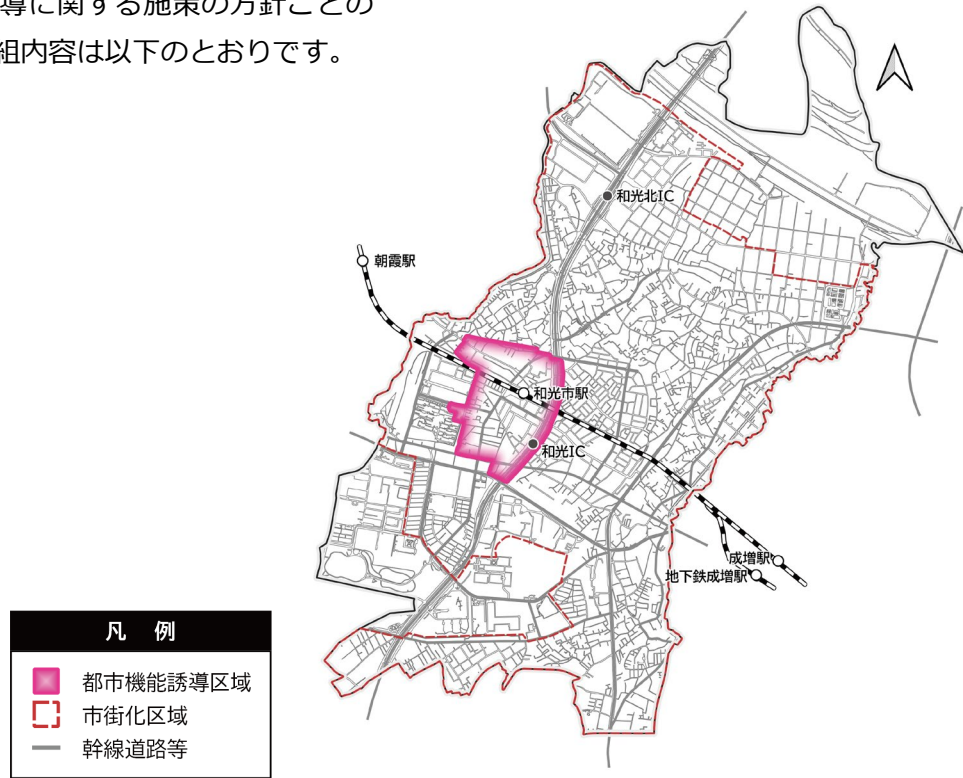 導に関する施策の方針ごとの
組内容は以下のとおりです。
和光北IC
朝霞駅
和光市駅
和光IC
成増駅
地下鉄成増駅
凡 例
都市機能誘導区域
市街化区域
幹線道路等